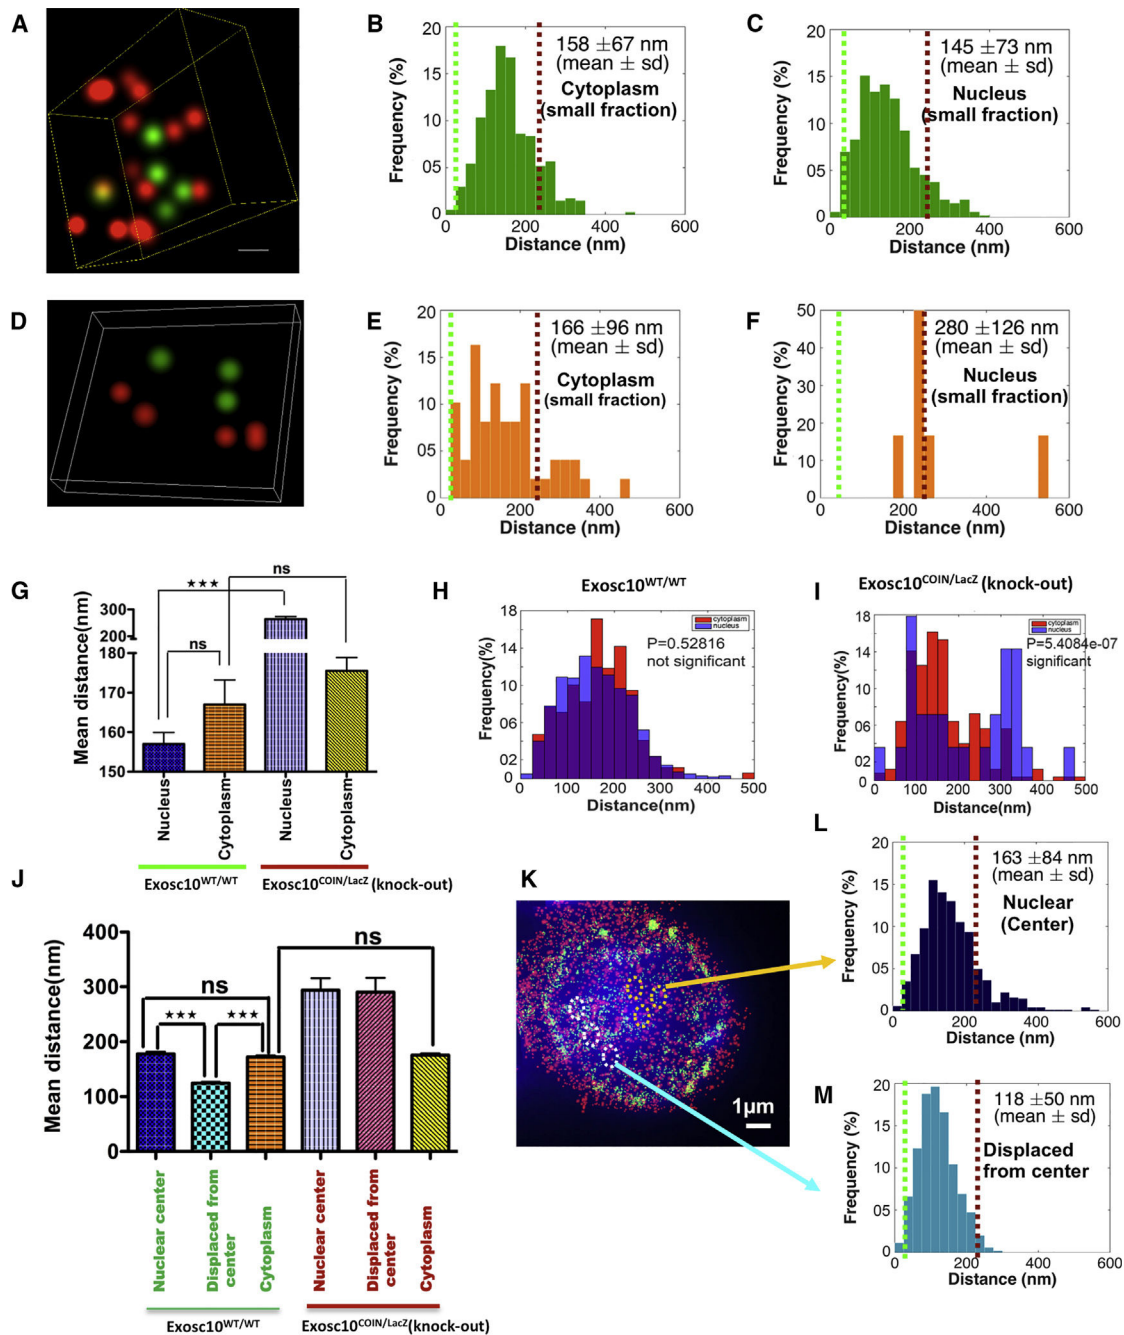 A
B
Frequency (%)
20
15
10
05
0
158 ±67 nm
(mean ± sd)
Cytoplasm
(small fraction)
0
200
400
600
Distance (nm)
C
Frequency (%)
20
15
10
05
0
145 ±73 nm
(mean ± sd)
Nucleus
(small fraction)
0
200
400
600
Distance (nm)
D
E
Frequency (%)
20
15
10
05
0
166 ±96 nm
(mean ± sd)
Cytoplasm
(small fraction)
0
200
400
600
Distance (nm)
F
Frequency (%)
50
40
30
20
10
0
280 ±126 nm
(mean ± sd)
Nucleus
(small fraction)
0
200
400
600
Distance (nm)
G
Mean distance(nm)
300
200
180
170
160
150
★★★
ns
ns
Nucleus
Cytoplasm
Nucleus
Cytoplasm
Exosc10WT/WT
Exosc10COIN/LacZ (knock-out)
H
Exosc10WT/WT
Frequency(%)
18
14
10
06
02
0
cytoplasm
nucleus
P=0.52816
not significant
0
100
200
300
400
500
Distance(nm)
I
Exosc10COIN/LacZ (knock-out)
Frequency(%)
18
14
10
06
02
0
cytoplasm
nucleus
P=5.4084e-07
significant
0
100
200
300
400
500
Distance(nm)
J
Mean distance(nm)
400
300
200
100
0
ns
★★★
★★★
ns
Nuclear center
Displaced from
center
Cytoplasm
Nuclear center
Displaced from
center
Cytoplasm
Exosc10WT/WT
Exosc10COIN/LacZ(knock-out)
K
1µm
L
Frequency (%)
20
15
10
05
0
163 ±84 nm
(mean ± sd)
Nuclear
(Center)
0
200
400
600
Distance (nm)
M
Frequency (%)
20
15
10
05
0
118 ±50 nm
(mean ± sd)
Displaced
from center
0
200
400
600
Distance (nm)